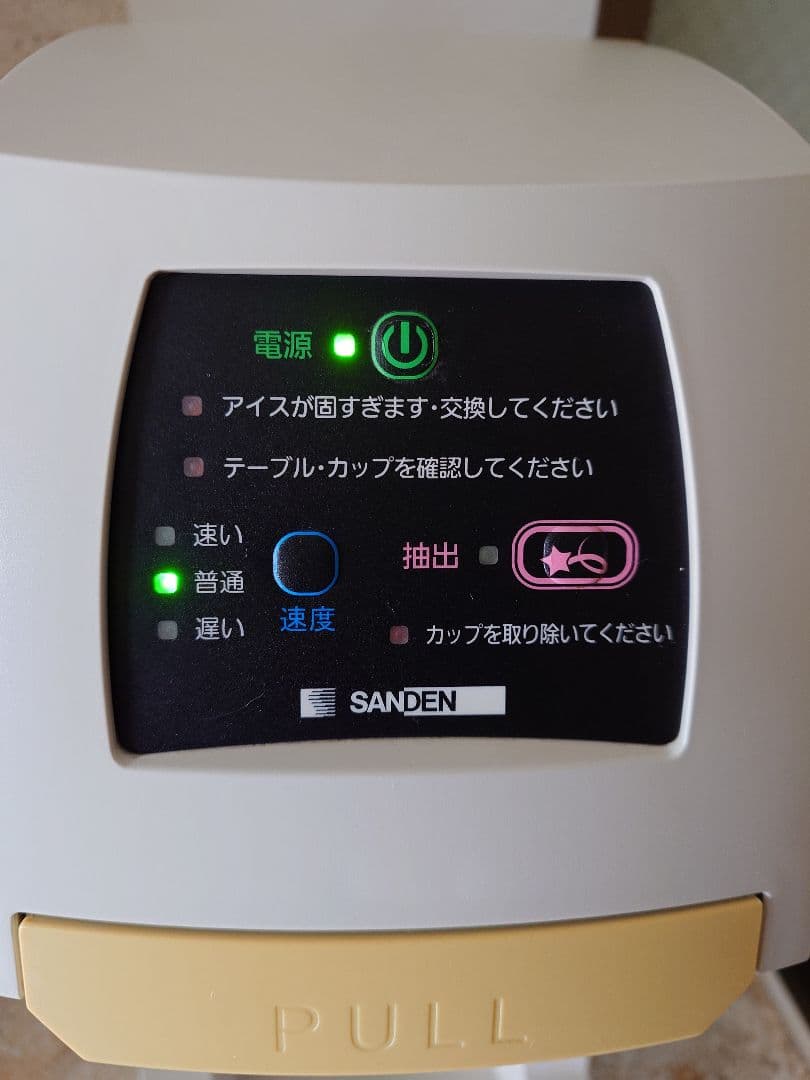 電源
アイスが固すぎます・交換してください
テーブル・カップを確認してください
速い
普通
遅い
速度
抽出
カップを取り除いてください
SANDEN
PULL